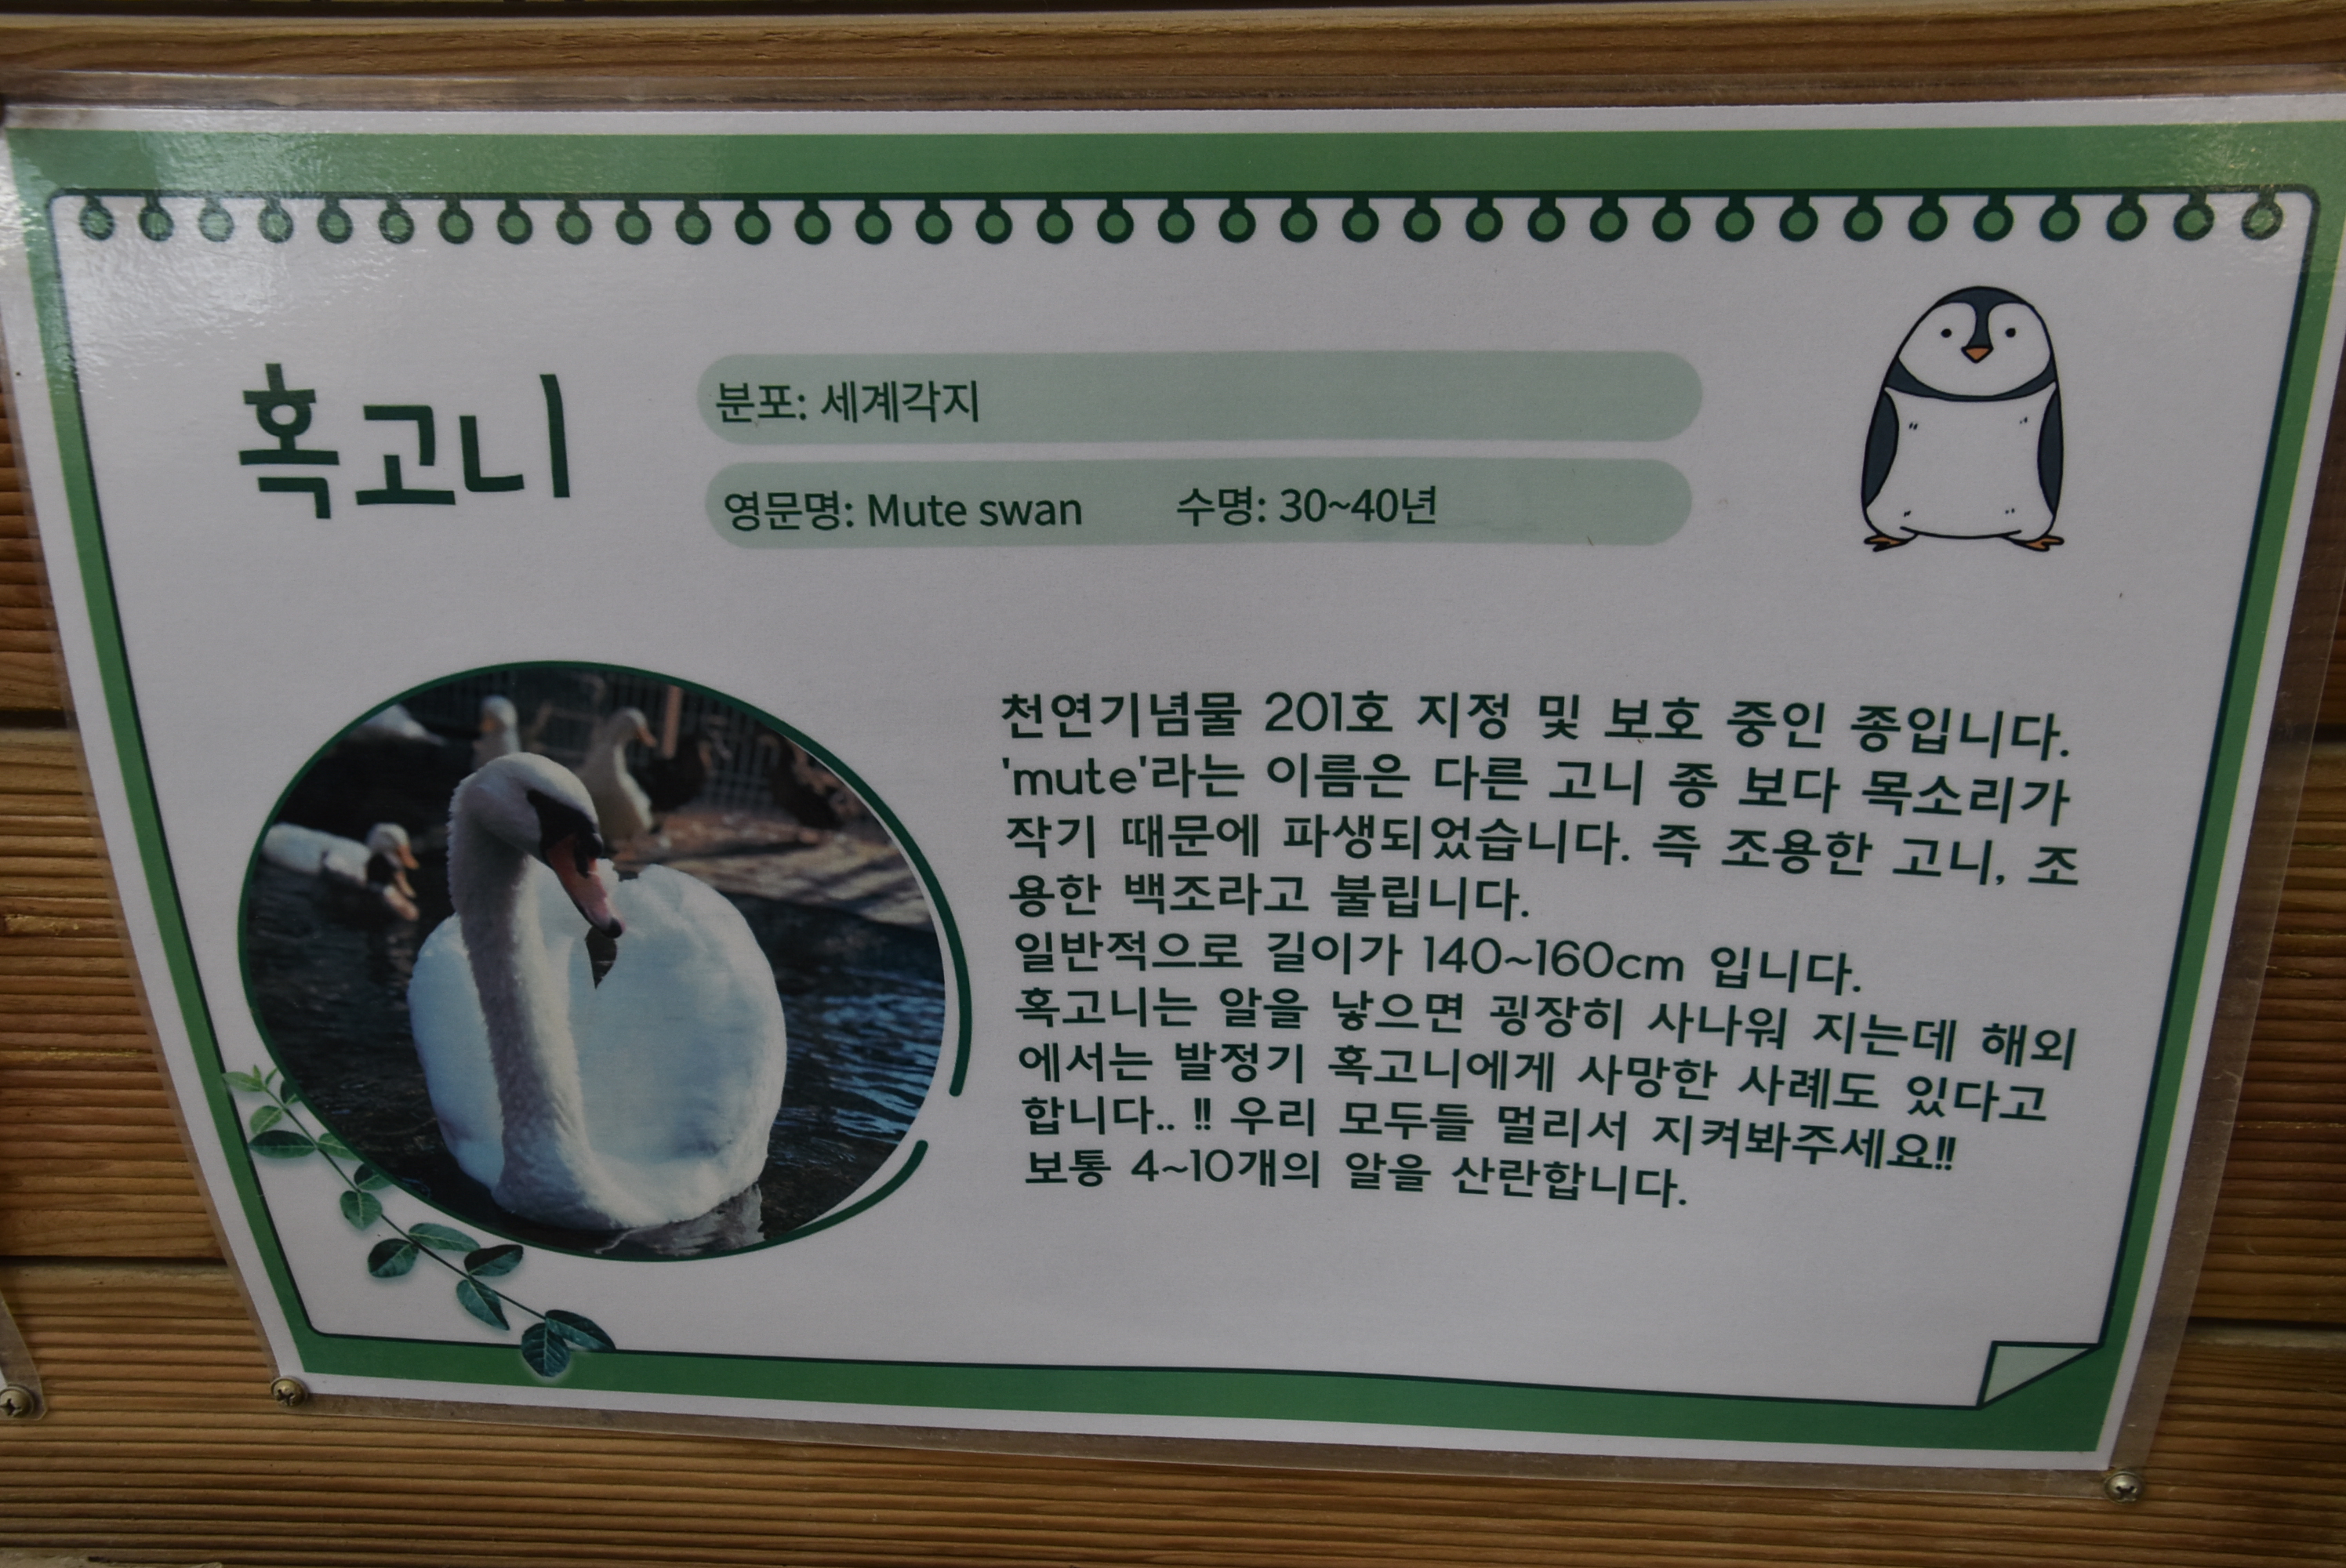 혹고니
분포: 세계각지
영문명: Mute swan 수명: 30~40년
천연기념물 201호 지정 및 보호 중인 종입니다.
'mute'라는 이름은 다른 고니 종 보다 목소리가
작기 때문에 파생되었습니다. 즉 조용한 고니, 조
용한 백조라고 불립니다.
일반적으로 길이가 140~160cm 입니다.
혹고니는 알을 낳으면 굉장히 사나워 지는데 해외
에서는 발정기 혹고니에게 사망한 사례도 있다고
합니다.. !! 우리 모두들 멀리서 지켜봐주세요!!
보통 4~10개의 알을 산란합니다.